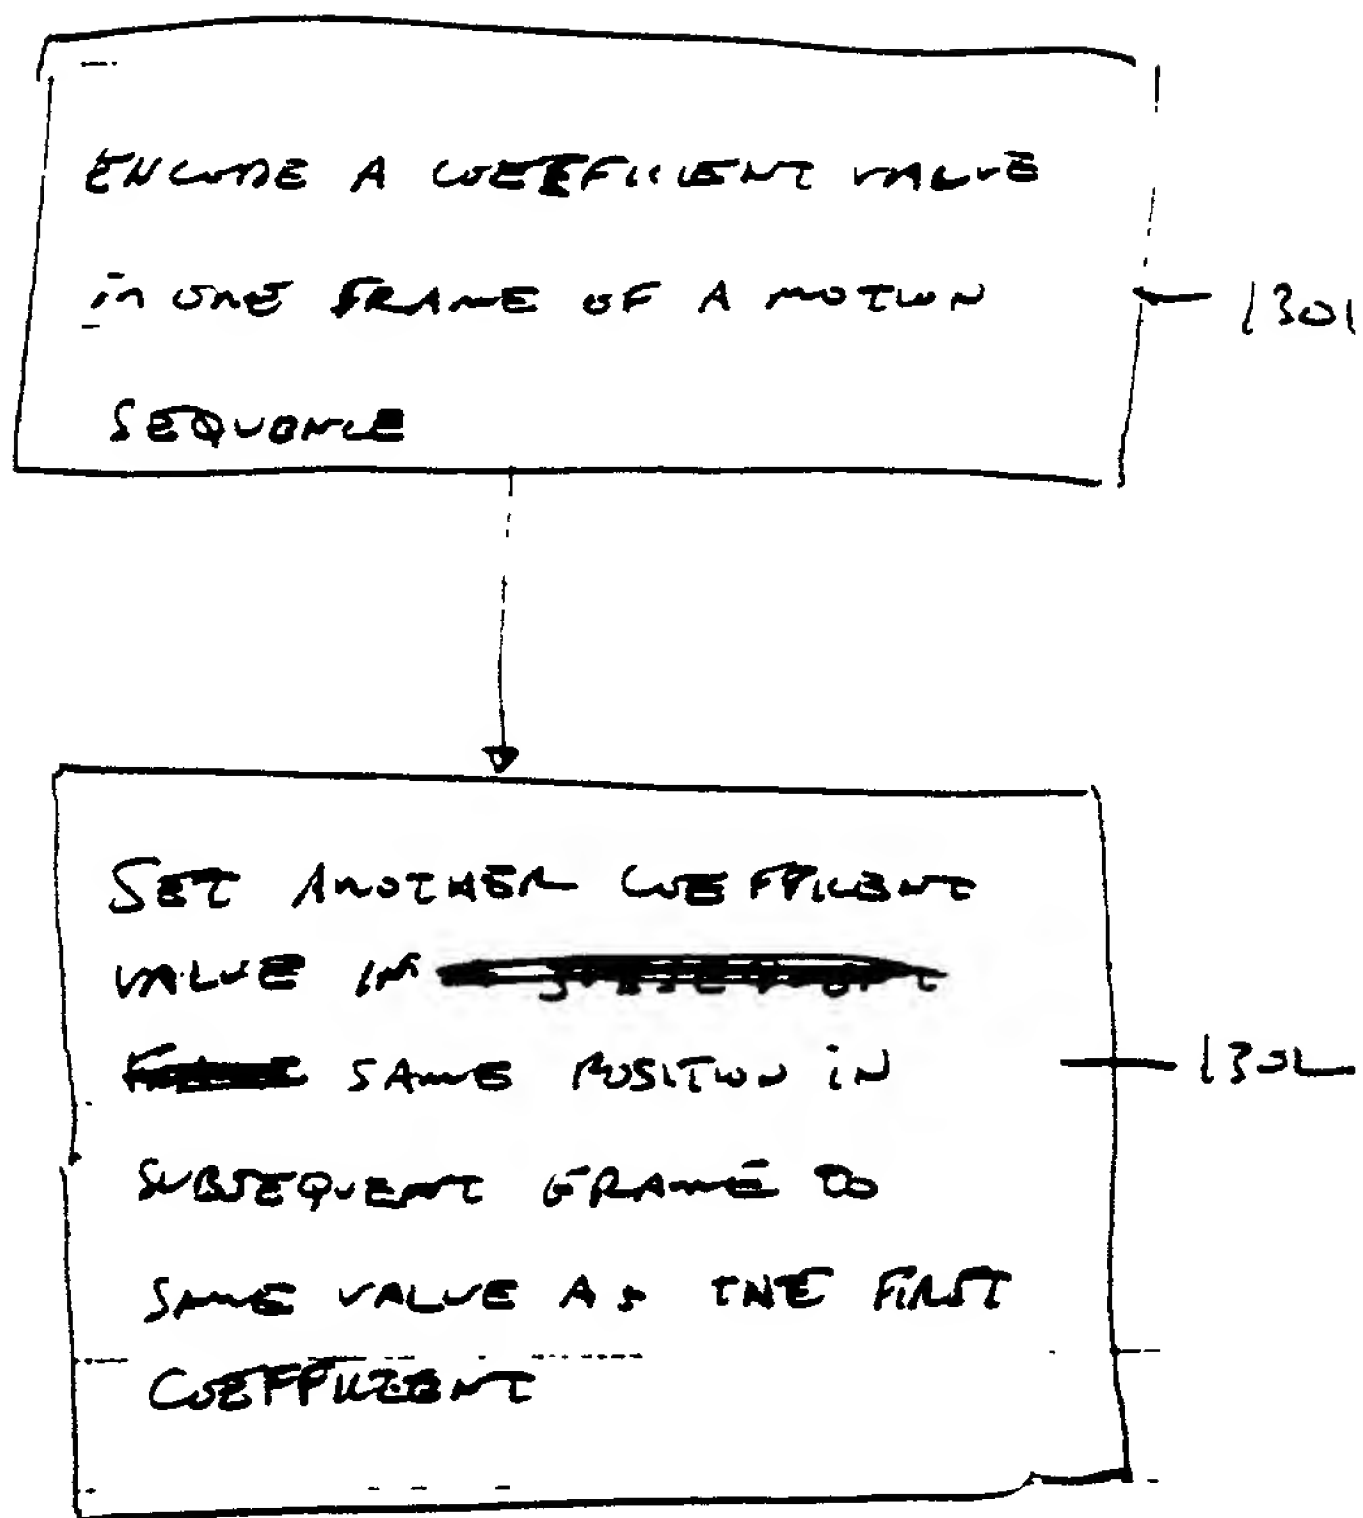 ENCODE A COEFFICIENT VALUE
in ONE FRAME OF A MOTION
SEQUENCE
1301
SET ANOTHER COEFFICIENT
VALUE IN
SAME POSITION iN
1302
SUBSEQUENT FRAME TO
SAME VALUE AS THE FIRST
COEFFICIENT